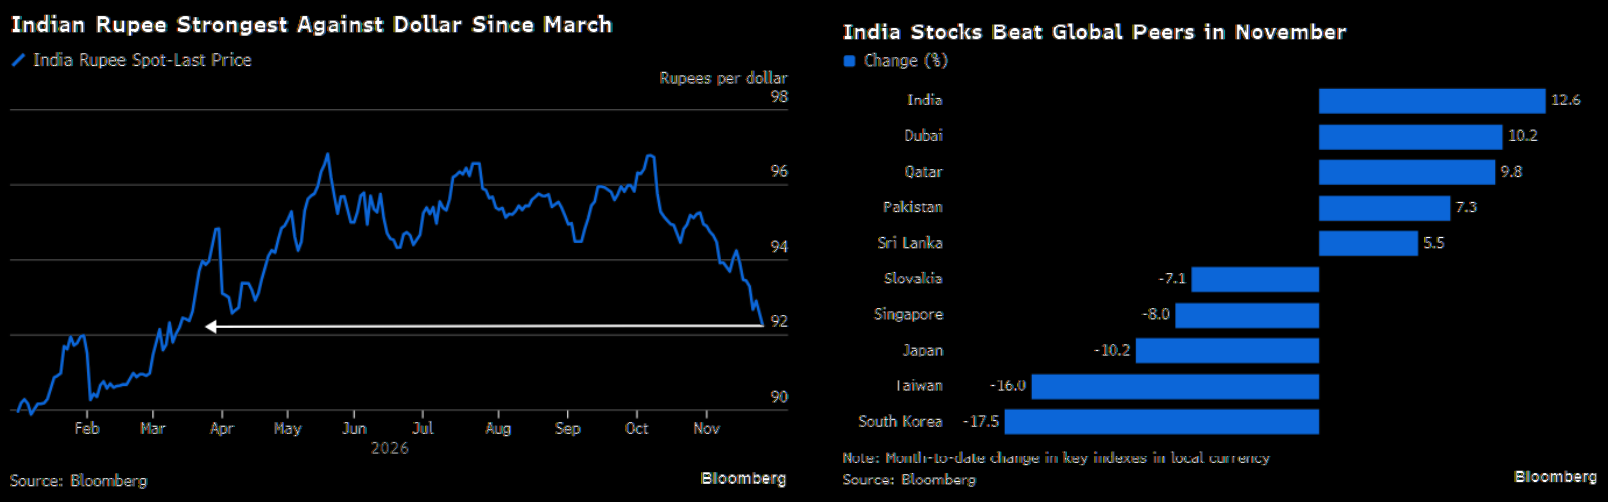 Indian Rupee Strongest Against Dollar Since March
India Rupee Spot-Last Price
Rupees per dollar
98
96
94
92
90
Feb Mar Apr May Jun Jul Aug Sep Oct Nov
2026
Source: Bloomberg
Bloomberg
India Stocks Beat Global Peers in November
Change (%)
India 12.6
Dubai 10.2
Qatar 9.8
Pakistan 7.3
Sri Lanka 5.5
Slovakia -7.1
Singapore -8.0
Japan -10.2
Taiwan -16.0
South Korea -17.5
Note: Month-to-date change in key indexes in local currency
Source: Bloomberg
Bloomberg